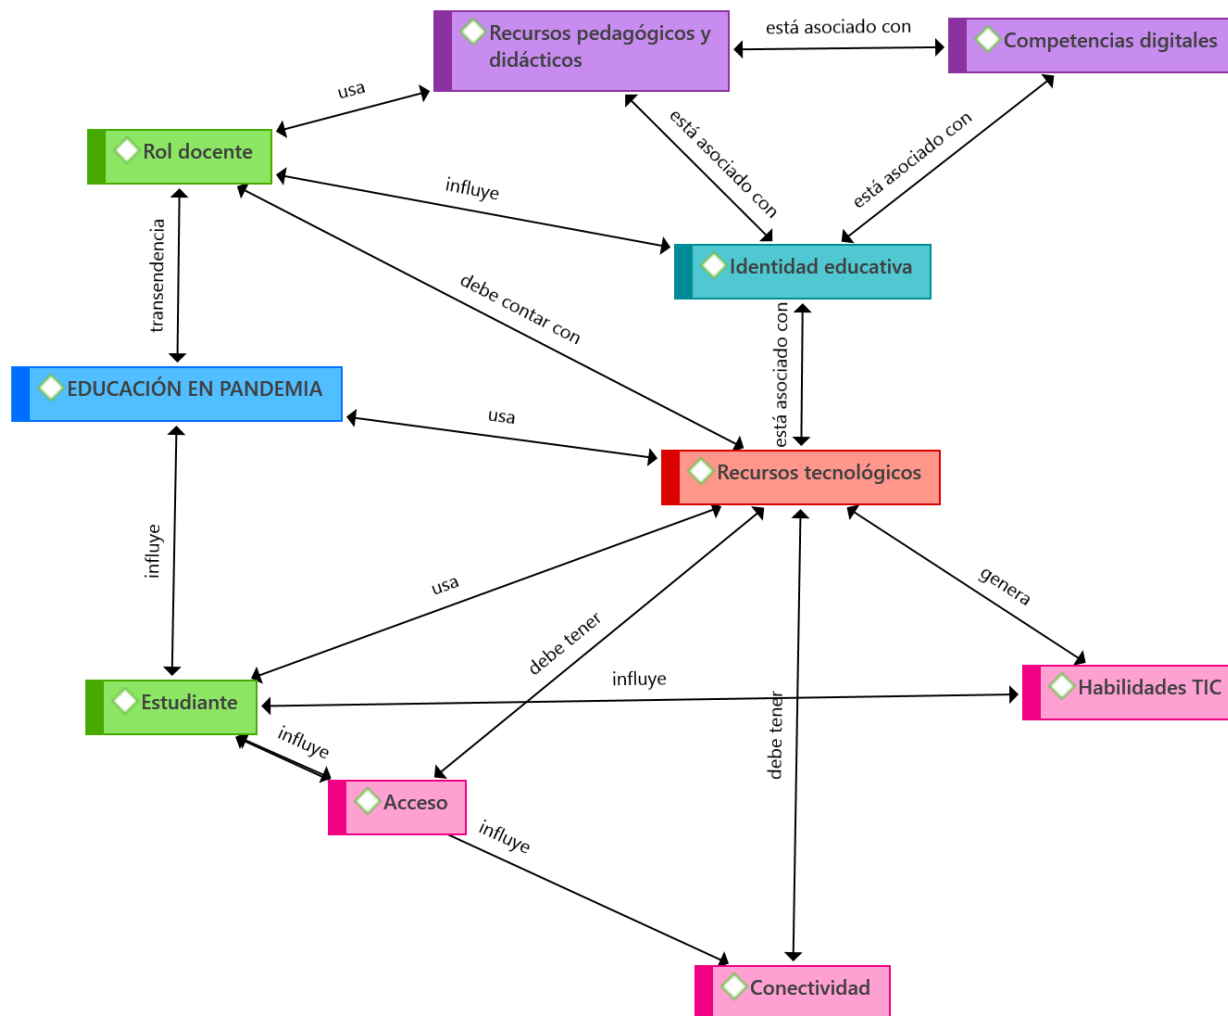 Recursos pedagógicos y
didácticos
está asociado con
Competencias digitales
usa
está asociado con
está asociado con
Rol docente
influye
transendencia
Identidad educativa
debe contar con
está asociado con
EDUCACIÓN EN PANDEMIA
usa
Recursos tecnológicos
influye
usa
genera
debe tener
influye
Estudiante
Habilidades TIC
debe tener
influye
Acceso
influye
Conectividad